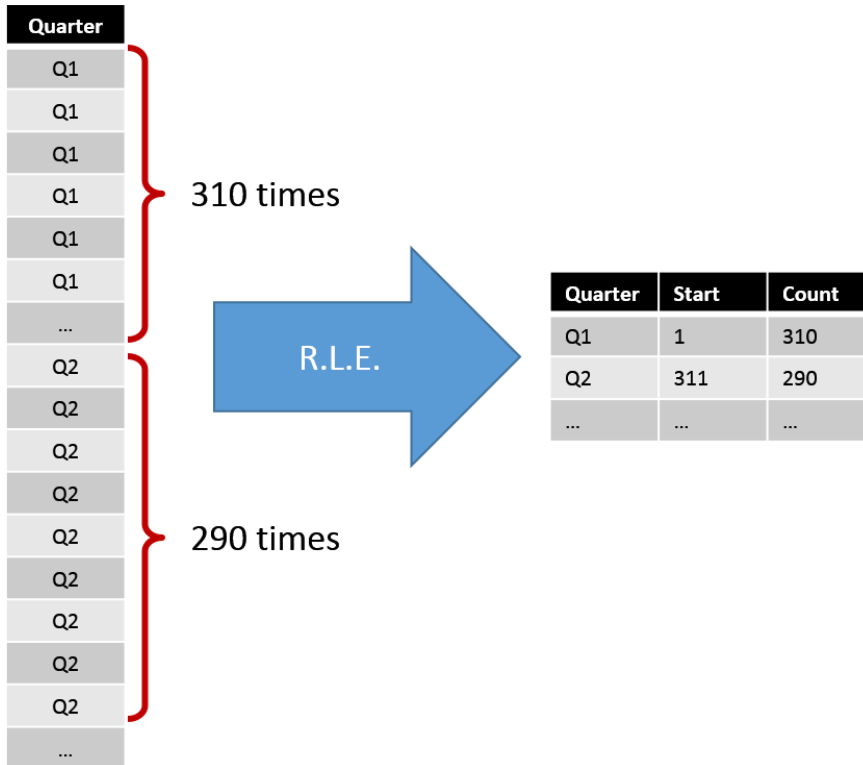 Quarter
Q1
Q1
Q1
Q1
Q1
Q1
...
Q2
Q2
Q2
Q2
Q2
Q2
Q2
Q2
Q2
...
310 times
290 times
R.L.E.
Quarter Start Count
Q1 1 310
Q2 311 290
... ... ...